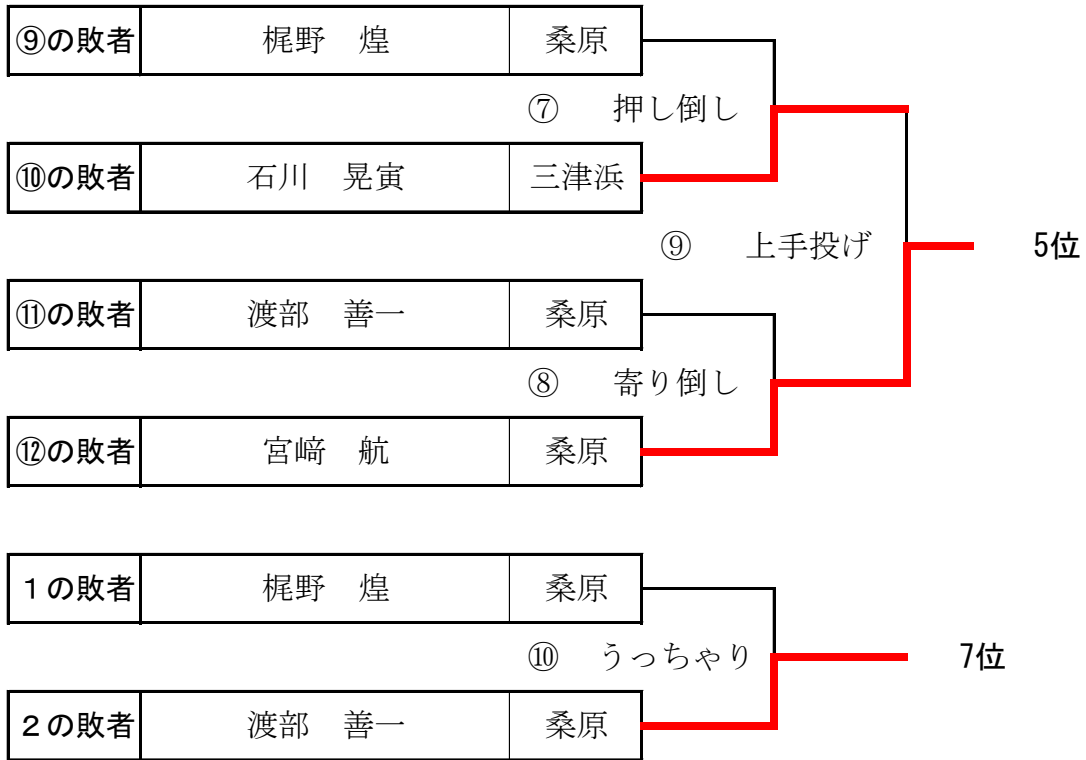 ⑨の敗者 梶野 煌 桑原
⑦ 押し倒し
⑩の敗者 石川 晃寅 三津浜
⑨ 上手投げ 5位
⑪の敗者 渡部 善一 桑原
⑧ 寄り倒し
⑫の敗者 宮﨑 航 桑原
１の敗者 梶野 煌 桑原
⑩ うっちゃり 7位
２の敗者 渡部 善一 桑原